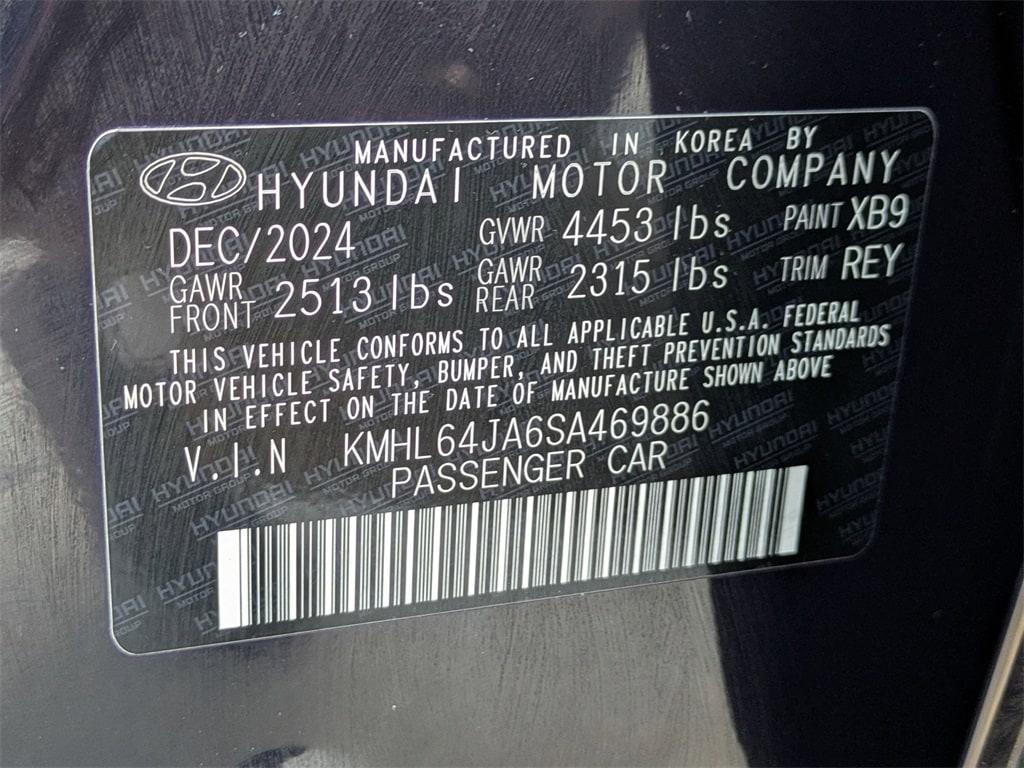 MANUFACTURED IN KOREA BY
HYUNDAI MOTOR COMPANY
DEC/2024 GVWR 4453 lbs PAINT XB9
GAWR FRONT 2513 lbs GAWR REAR 2315 lbs TRIM REY
THIS VEHICLE CONFORMS TO ALL APPLICABLE U.S.A. FEDERAL
MOTOR VEHICLE SAFETY, BUMPER, AND THEFT PREVENTION STANDARDS
IN EFFECT ON THE DATE OF MANUFACTURE SHOWN ABOVE
V.I.N KMHL64JA6SA469886
PASSENGER CAR